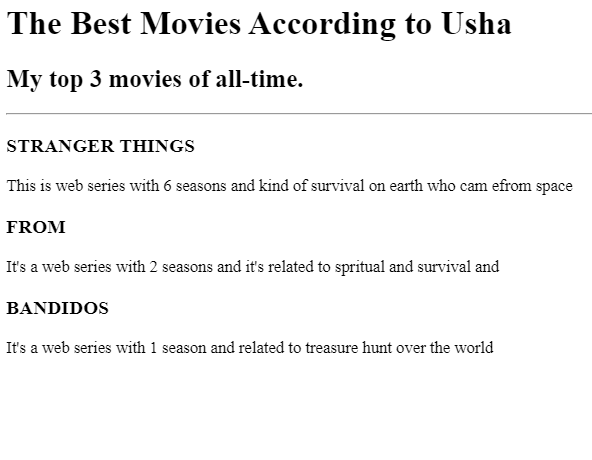 The Best Movies According to Usha
My top 3 movies of all-time.
STRANGER THINGS
This is web series with 6 seasons and kind of survival on earth who cam efrom space
FROM
It's a web series with 2 seasons and it's related to spritual and survival and
BANDIDOS
It's a web series with 1 season and related to treasure hunt over the world